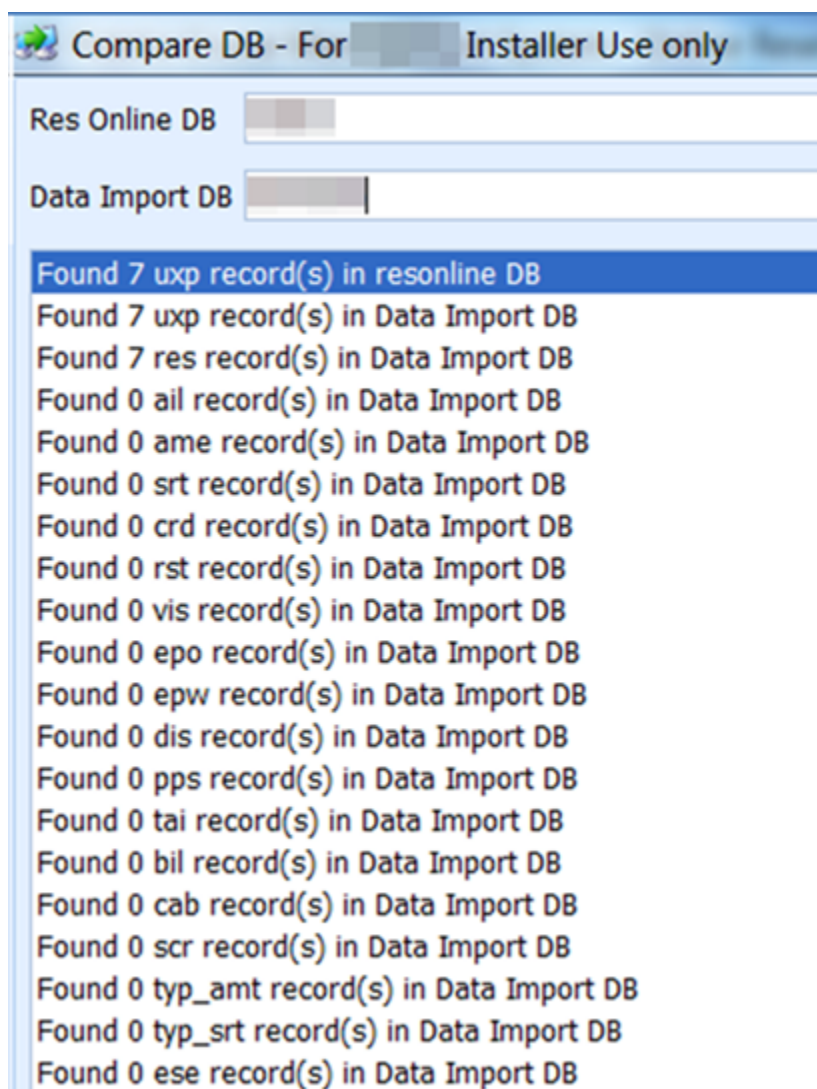 Compare DB - For Installer Use only
Res Online DB
Data Import DB
Found 7 uxp record(s) in resonline DB
Found 7 uxp record(s) in Data Import DB
Found 7 res record(s) in Data Import DB
Found 0 ail record(s) in Data Import DB
Found 0 ame record(s) in Data Import DB
Found 0 srt record(s) in Data Import DB
Found 0 crd record(s) in Data Import DB
Found 0 rst record(s) in Data Import DB
Found 0 vis record(s) in Data Import DB
Found 0 epo record(s) in Data Import DB
Found 0 epw record(s) in Data Import DB
Found 0 dis record(s) in Data Import DB
Found 0 pps record(s) in Data Import DB
Found 0 tai record(s) in Data Import DB
Found 0 bil record(s) in Data Import DB
Found 0 cab record(s) in Data Import DB
Found 0 scr record(s) in Data Import DB
Found 0 typ_amt record(s) in Data Import DB
Found 0 typ_srt record(s) in Data Import DB
Found 0 ese record(s) in Data Import DB